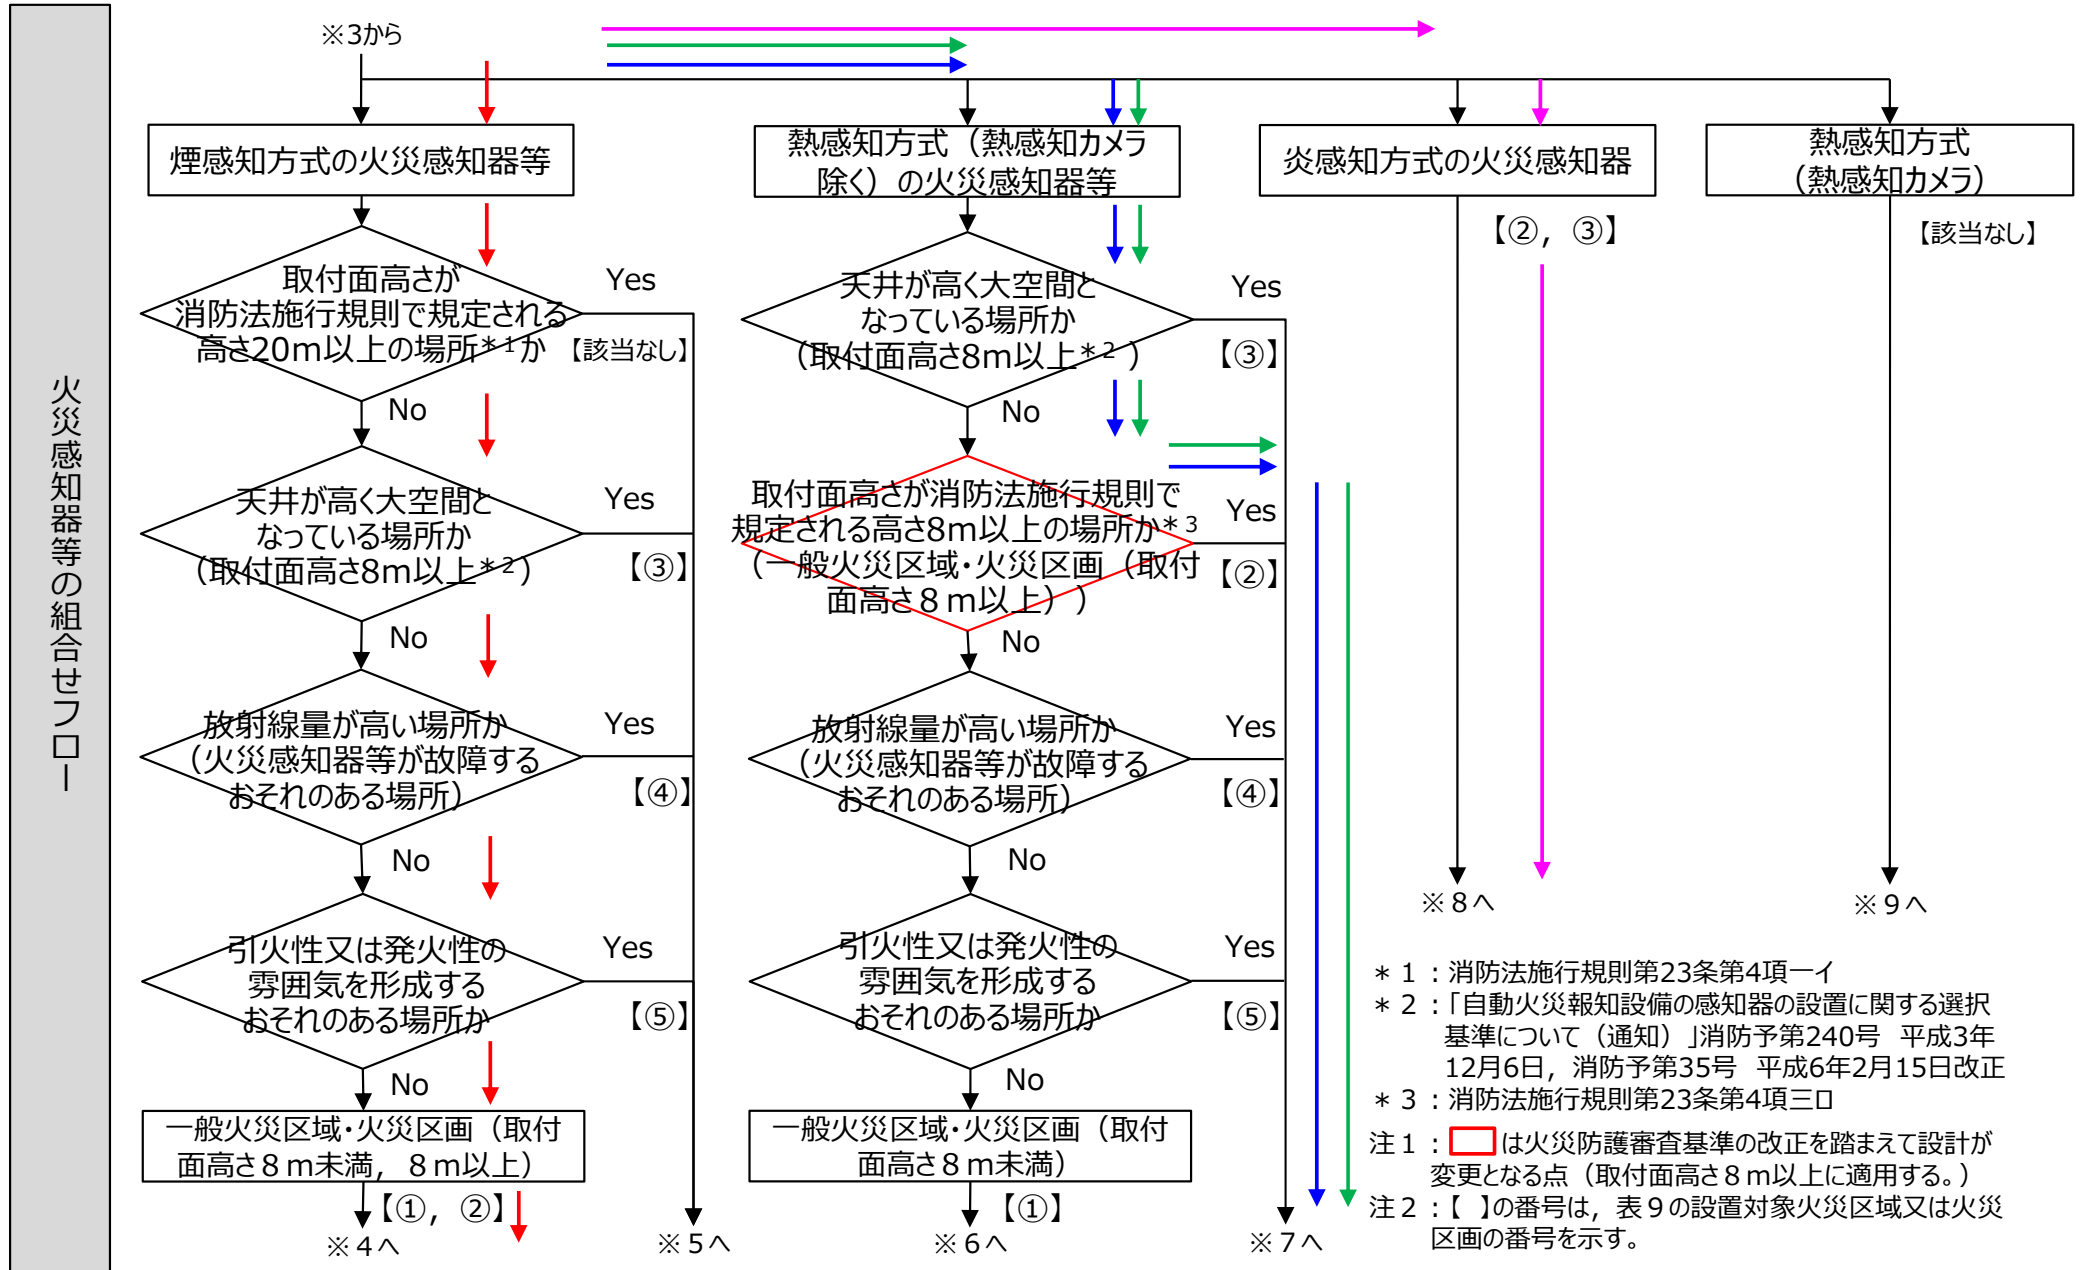 火災感知器等の組合せフロー
※3から
煙感知方式の火災感知器等
取付面高さが
消防法施行規則で規定される
高さ20m以上の場所＊1か
Yes
【該当なし】
No
天井が高く大空間と
なっている場所か
（取付面高さ8m以上＊2）
Yes
【③】
No
放射線量が高い場所か
（火災感知器等が故障する
おそれのある場所）
Yes
【④】
No
引火性又は発火性の
雰囲気を形成する
おそれのある場所か
Yes
【⑤】
No
一般火災区域・火災区画（取付
面高さ８ｍ未満，８ｍ以上）
【①，②】
※４へ
※５へ
熱感知方式（熱感知カメラ
除く）の火災感知器等
天井が高く大空間と
なっている場所か
（取付面高さ8m以上＊2）
Yes
【③】
No
取付面高さが消防法施行規則で
規定される高さ8m以上の場所か＊3
（一般火災区域・火災区画（取付
面高さ８ｍ以上））
Yes
【②】
No
放射線量が高い場所か
（火災感知器等が故障する
おそれのある場所）
Yes
【④】
No
引火性又は発火性の
雰囲気を形成する
おそれのある場所か
Yes
【⑤】
No
一般火災区域・火災区画（取付
面高さ８ｍ未満）
【①】
※６へ
※７へ
炎感知方式の火災感知器
【②，③】
※８へ
熱感知方式
（熱感知カメラ）
【該当なし】
※９へ
＊１：消防法施行規則第23条第4項一イ
＊２：「自動火災報知設備の感知器の設置に関する選択
基準について（通知）」消防予第240号 平成3年
12月6日，消防予第35号 平成6年2月15日改正
＊３：消防法施行規則第23条第4項三ロ
注１： は火災防護審査基準の改正を踏まえて設計が
変更となる点（取付面高さ８ｍ以上に適用する。）
注２：【 】の番号は，表９の設置対象火災区域又は火災
区画の番号を示す。